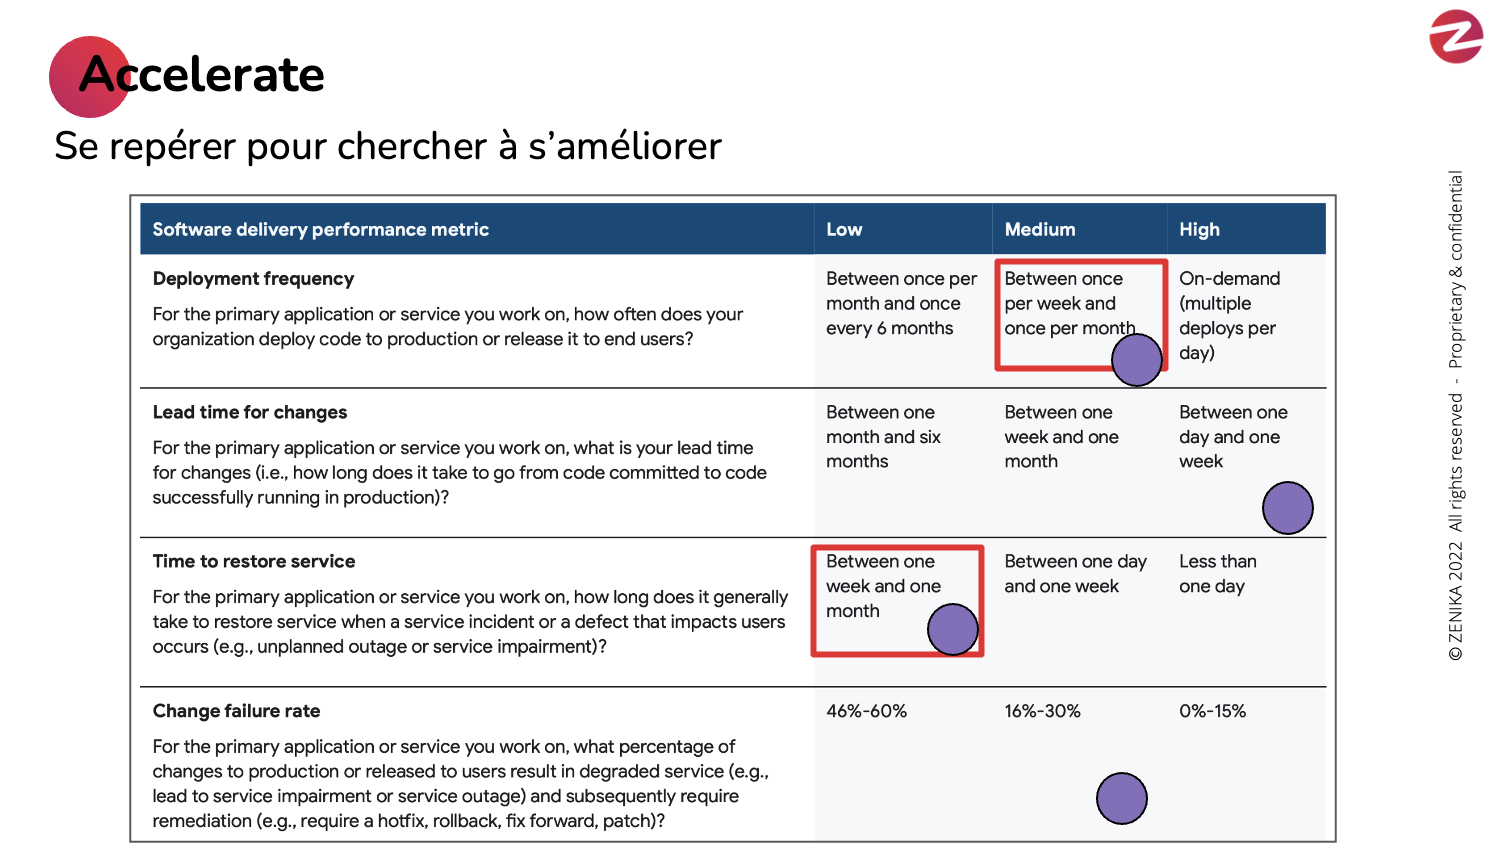 Accelerate
Se repérer pour chercher à s’améliorer
Software delivery performance metric
Low
Medium
High
Deployment frequency
For the primary application or service you work on, how often does your
organization deploy code to production or release it to end users?
Between once per
month and once
every 6 months
Between once
per week and
once per month
On-demand
(multiple
deploys per
day)
Lead time for changes
For the primary application or service you work on, what is your lead time
for changes (i.e., how long does it take to go from code committed to code
successfully running in production)?
Between one
month and six
months
Between one
week and one
month
Between one
day and one
week
Time to restore service
For the primary application or service you work on, how long does it generally
take to restore service when a service incident or a defect that impacts users
occurs (e.g., unplanned outage or service impairment)?
Between one
week and one
month
Between one day
and one week
Less than
one day
Change failure rate
For the primary application or service you work on, what percentage of
changes to production or released to users result in degraded service (e.g.,
lead to service impairment or service outage) and subsequently require
remediation (e.g., require a hotfix, rollback, fix forward, patch)?
46%-60%
16%-30%
0%-15%
© ZENIKA 2022 All rights reserved - Proprietary & confidential